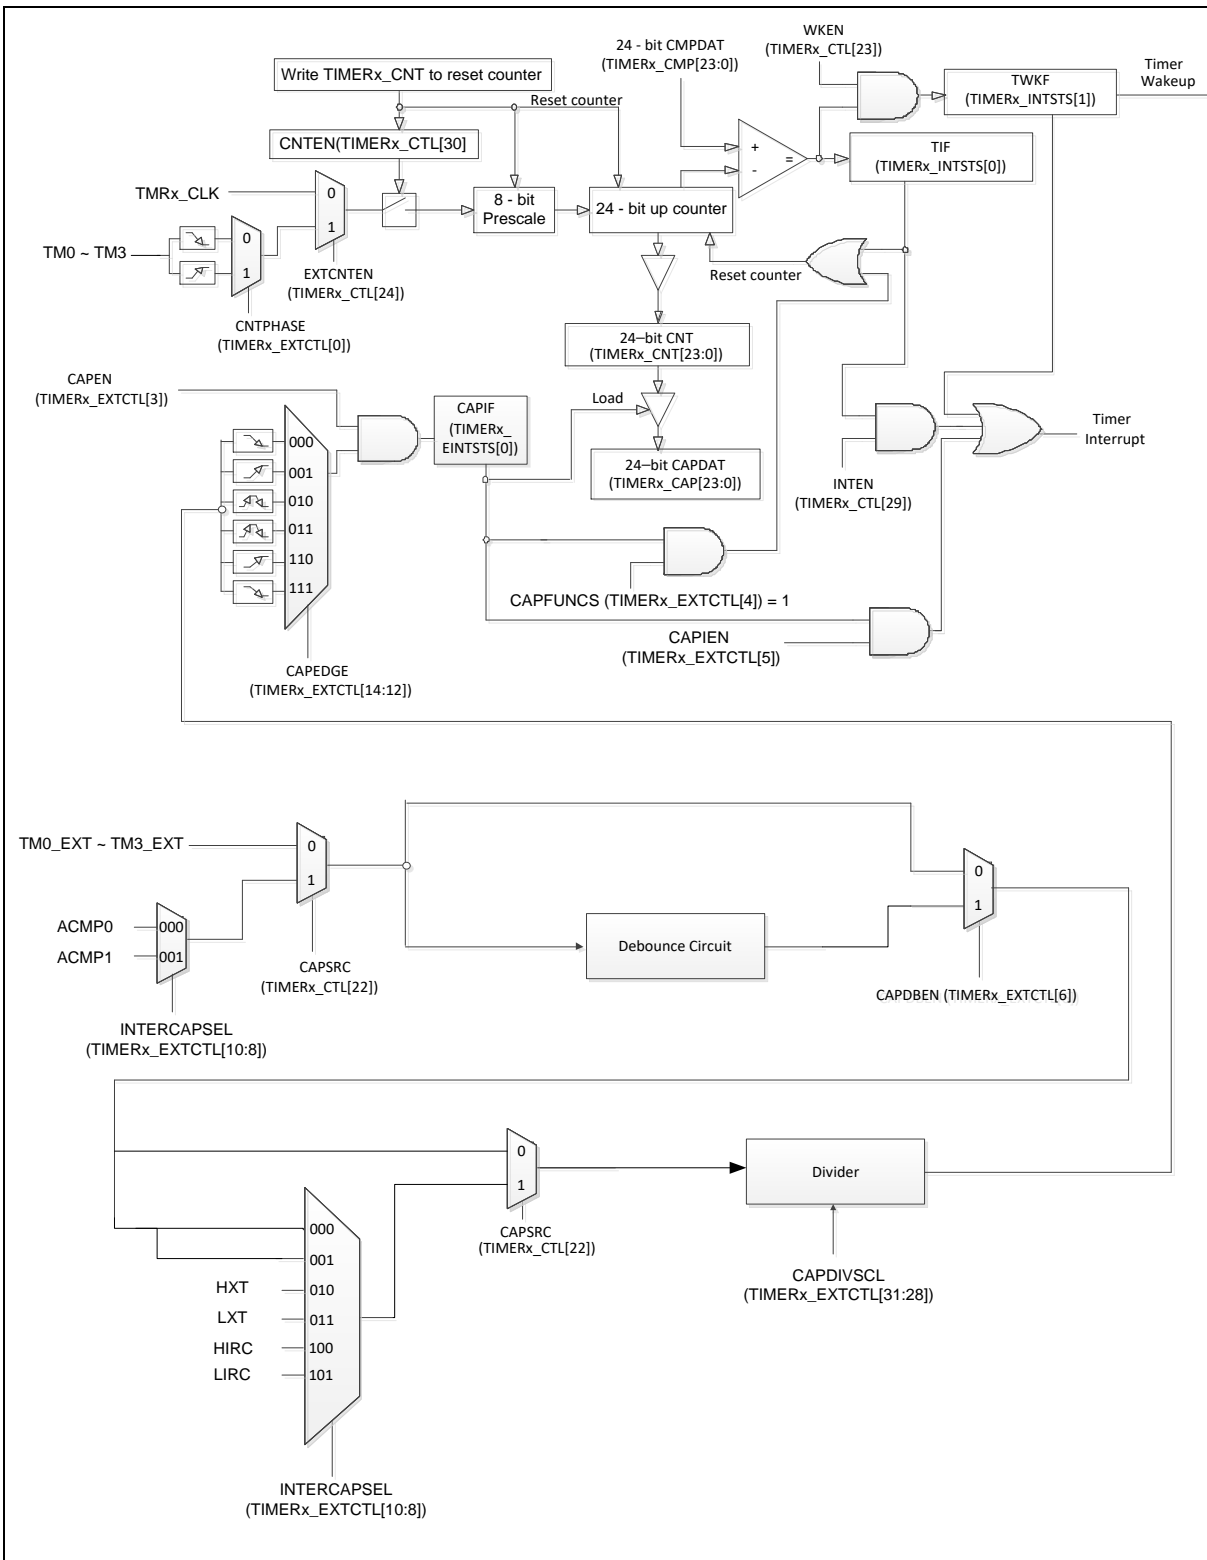 WKEN
(TIMERx_CTL[23])
24 - bit CMPDAT
(TIMERx_CMP[23:0])
Timer
Wakeup
Write TIMERx_CNT to reset counter
TWKF
(TIMERx_INTSTS[1])
Reset counter
CNTEN(TIMERx_CTL[30]
+
-
=
TIF
(TIMERx_INTSTS[0])
TMRx_CLK
0
1
8 - bit
Prescale
24 - bit up counter
TM0 ~ TM3
0
1
EXTCNTEN
(TIMERx_CTL[24])
Reset counter
CNTPHASE
(TIMERx_EXTCTL[0])
24–bit CNT
(TIMERx_CNT[23:0])
CAPEN
(TIMERx_EXTCTL[3])
CAPIF
(TIMERx_
EINTSTS[0])
Load
Timer
Interrupt
000
001
010
011
110
111
24–bit CAPDAT
(TIMERx_CAP[23:0])
INTEN
(TIMERx_CTL[29])
CAPFUNCS (TIMERx_EXTCTL[4]) = 1
CAPIEN
(TIMERx_EXTCTL[5])
CAPEDGE
(TIMERx_EXTCTL[14:12])
TM0_EXT ~ TM3_EXT
0
1
0
1
ACMP0
000
ACMP1
001
Debounce Circuit
CAPSRC
(TIMERx_CTL[22])
CAPDBEN (TIMERx_EXTCTL[6])
INTERCAPSEL
(TIMERx_EXTCTL[10:8])
0
1
Divider
000
001
CAPSRC
(TIMERx_CTL[22])
HXT
010
LXT
011
HIRC
100
LIRC
101
CAPDIVSCL
(TIMERx_EXTCTL[31:28])
INTERCAPSEL
(TIMERx_EXTCTL[10:8])